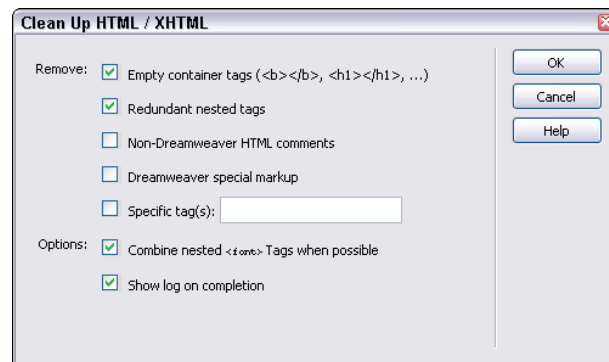 Clean Up HTML / XHTML
Remove: Empty container tags (<b></b>, <h1></h1>, ...)
OK
Redundant nested tags
Cancel
Non-Dreamweaver HTML comments
Help
Dreamweaver special markup
Specific tag(s):
Options: Combine nested <font> Tags when possible
Show log on completion